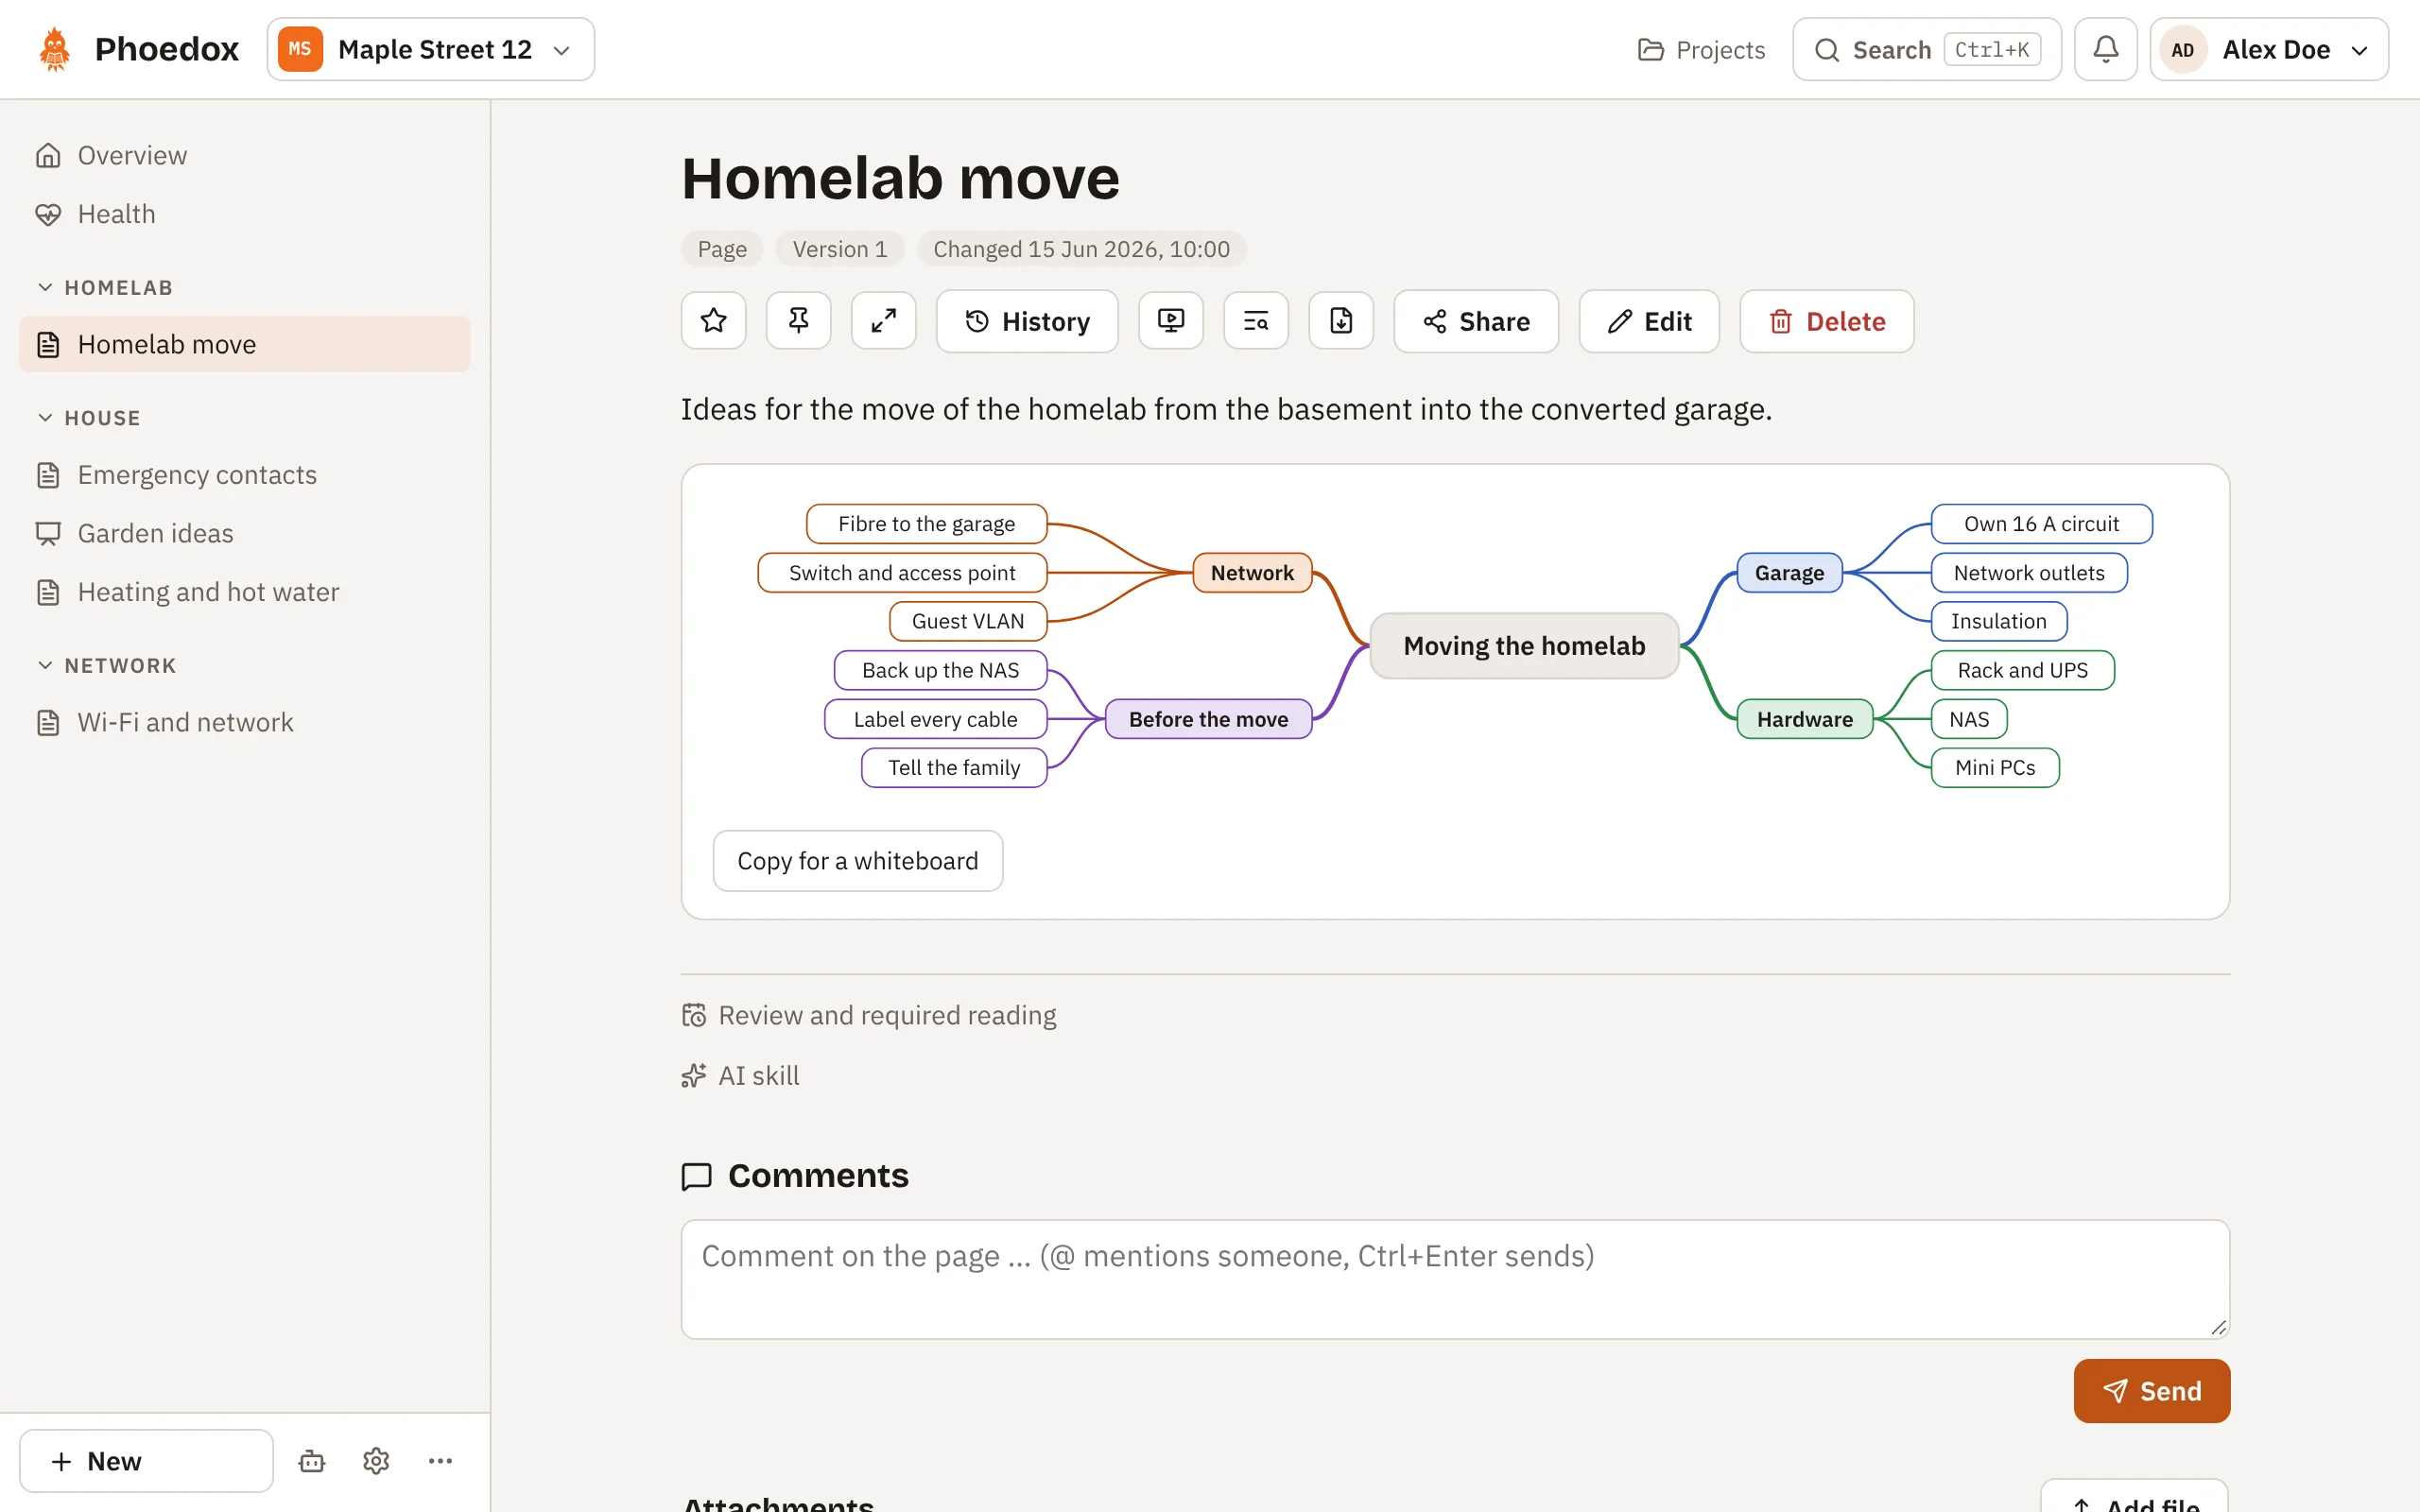 Phoedox
MS Maple Street 12
Projects
Search Ctrl+K
AD Alex Doe
Overview
Health
HOMELAB
Homelab move
HOUSE
Emergency contacts
Garden ideas
Heating and hot water
NETWORK
Wi-Fi and network
New
Homelab move
Page Version 1 Changed 15 Jun 2026, 10:00
History Share Edit Delete
Ideas for the move of the homelab from the basement into the converted garage.
Fibre to the garage
Switch and access point
Guest VLAN
Network
Back up the NAS
Label every cable
Tell the family
Before the move
Moving the homelab
Garage
Own 16 A circuit
Network outlets
Insulation
Hardware
Rack and UPS
NAS
Mini PCs
Copy for a whiteboard
Review and required reading
AI skill
Comments
Comment on the page ... (@ mentions someone, Ctrl+Enter sends)
Send
Attachments
Add file